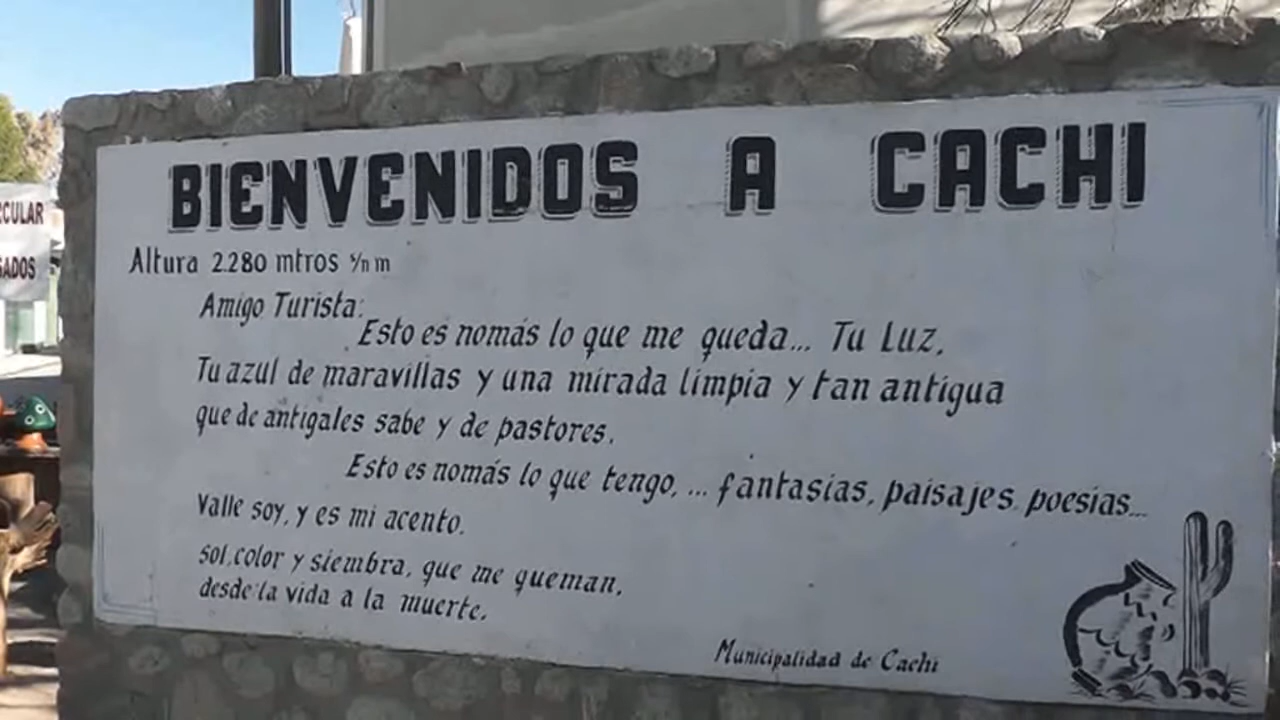 BIENVENIDOS A CACHI
Altura 2.280 mtros s/n m
Amigo Turista:
Esto es nomás lo que me queda... Tu Luz,
Tu azul de maravillas y una mirada limpia y tan antigua
que de antigales sabe y de pastores.
Esto es nomás lo que tengo, ... fantasías, paisajes, poesías...
Valle soy, y es mi acento.
sol, color y siembra, que me queman,
desde la vida a la muerte.
Municipalidad de Cachi